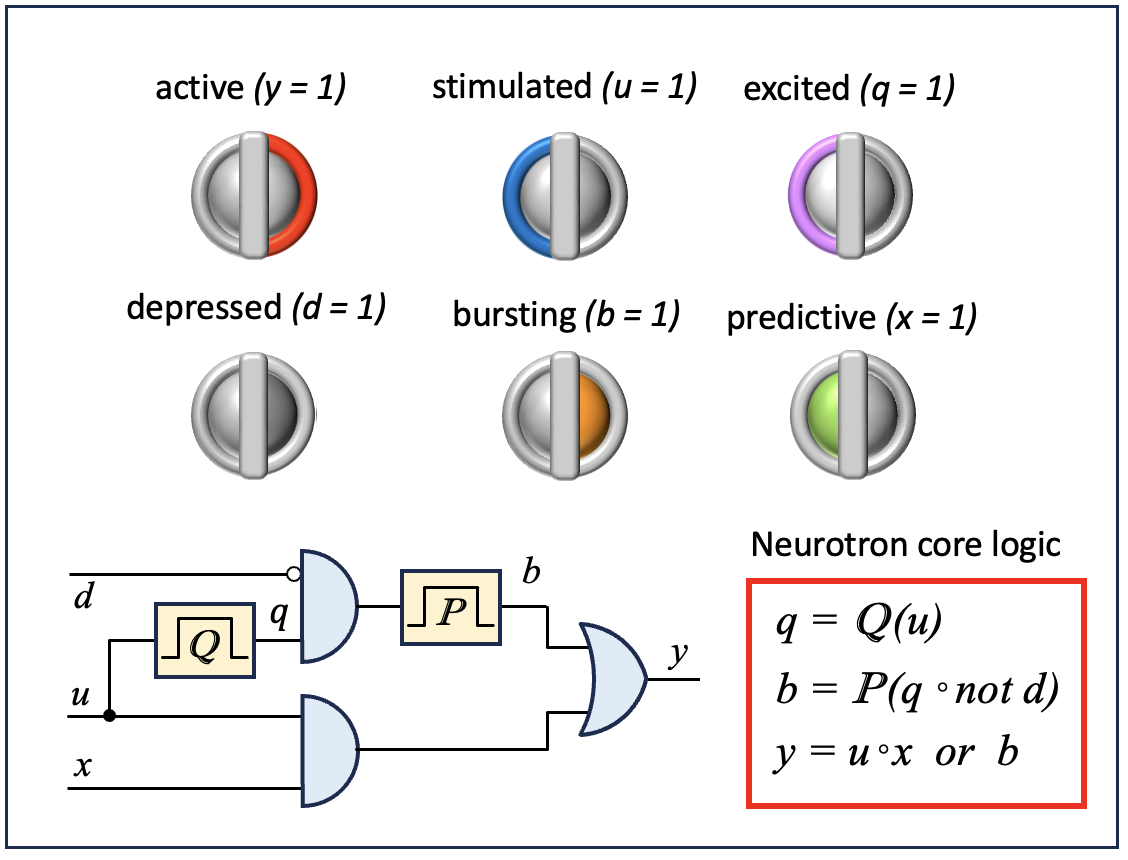 active (y = 1)
stimulated (u = 1)
excited (q = 1)
depressed (d = 1)
bursting (b = 1)
predictive (x = 1)
d
Q
q
P
b
u
x
y
Neurotron core logic
q = Q(u)
b = ℙ(q ∘ not d)
y = u∘x or b